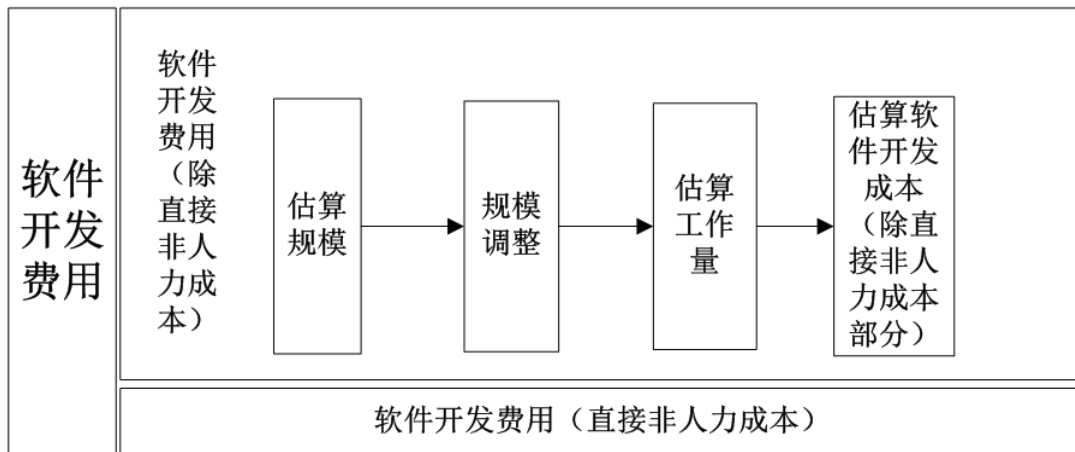 软件
开发
费用
软件
开发
费用
（除
直接
非人
力成
本）
估算
规模
规模
调整
估算
工作
量
估算软
件开发
成本
（除直
接非人
力成本
部分）
软件开发费用（直接非人力成本）